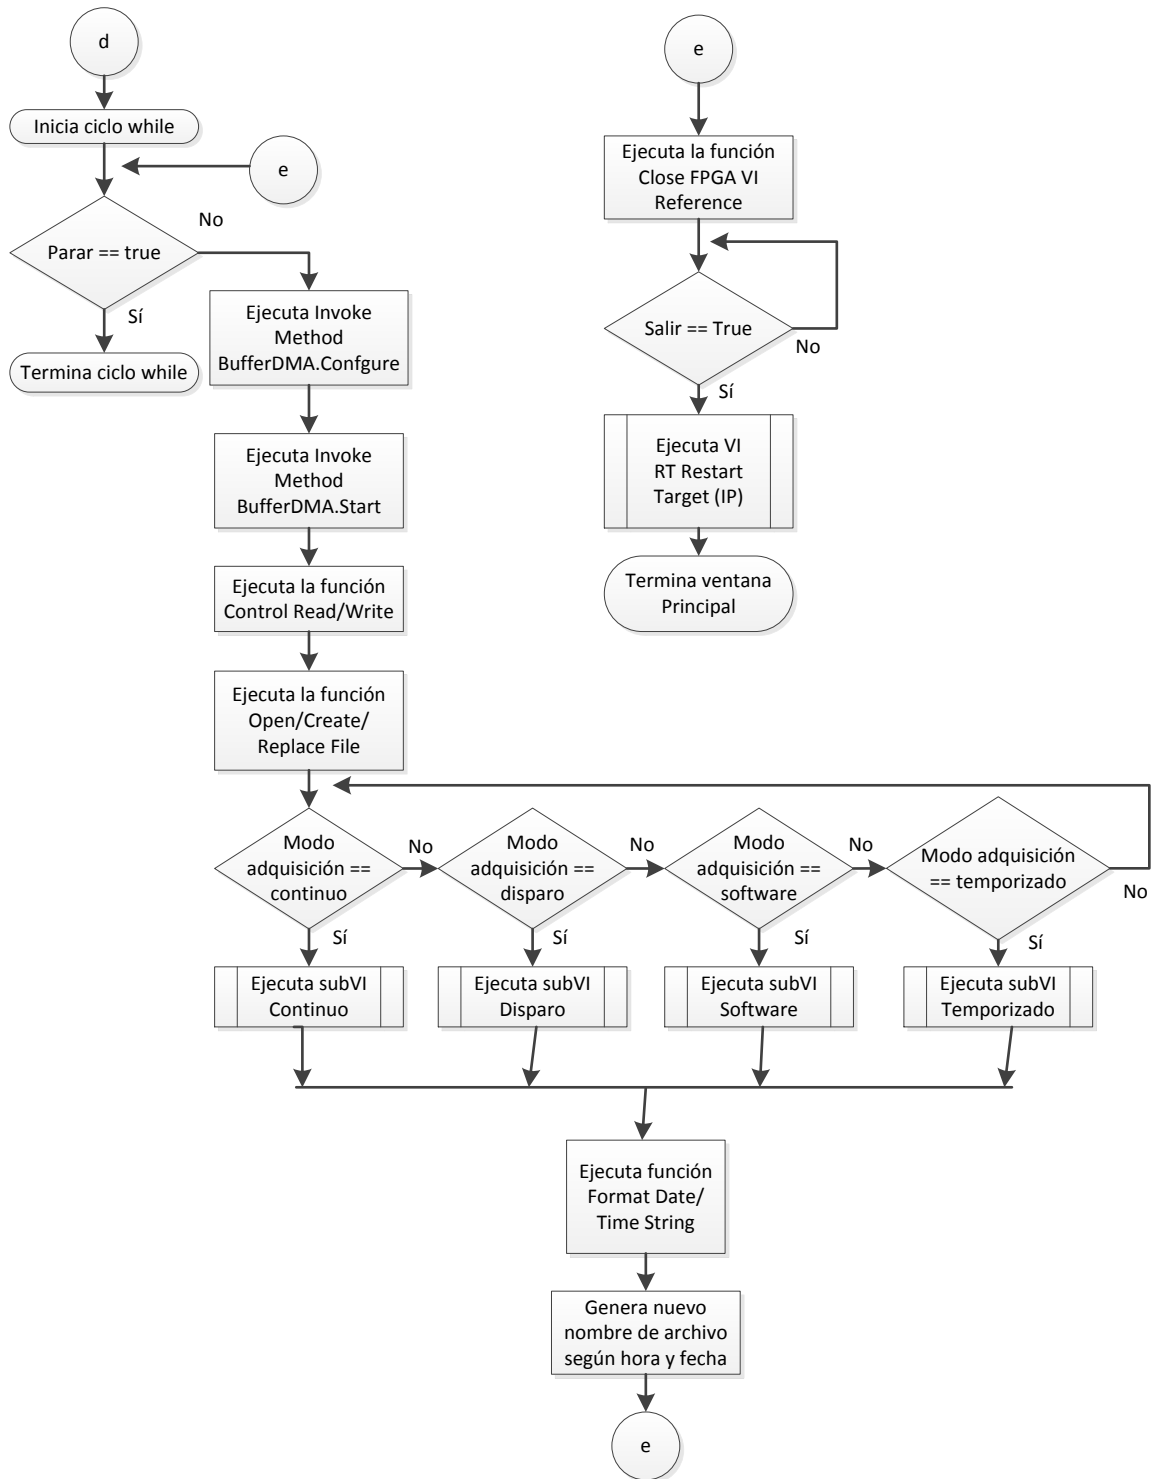 d
Inicia ciclo while
e
No
Parar == true
Sí
Termina ciclo while
Ejecuta Invoke
Method
BufferDMA.Confgure
Ejecuta Invoke
Method
BufferDMA.Start
Ejecuta la función
Control Read/Write
Ejecuta la función
Open/Create/
Replace File
Modo
adquisición ==
continuo
No
Sí
Modo
adquisición ==
disparo
No
Sí
Modo
adquisición ==
software
No
Sí
Modo adquisición
== temporizado
No
Sí
Ejecuta subVI
Continuo
Ejecuta subVI
Disparo
Ejecuta subVI
Software
Ejecuta subVI
Temporizado
Ejecuta función
Format Date/
Time String
Genera nuevo
nombre de archivo
según hora y fecha
e
e
Ejecuta la función
Close FPGA VI
Reference
Salir == True
No
Sí
Ejecuta VI
RT Restart
Target (IP)
Termina ventana
Principal